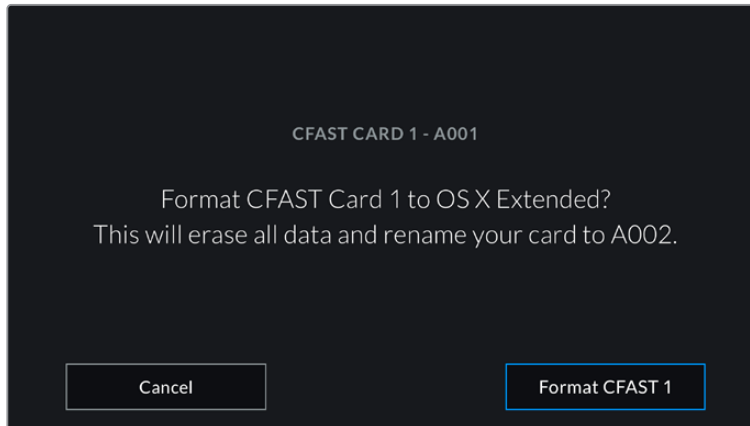 CFAST CARD 1 - A001
Format CFAST Card 1 to OS X Extended?
This will erase all data and rename your card to A002.
Cancel
Format CFAST 1